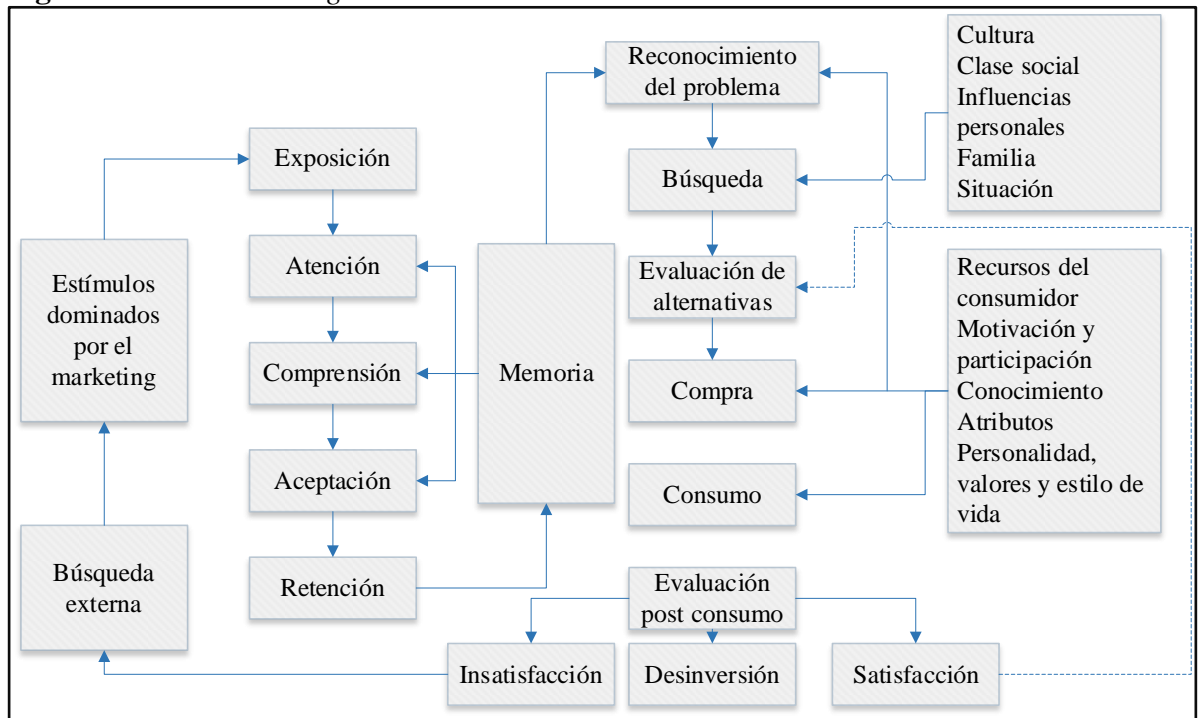 Reconocimiento
del problema
Cultura
Clase social
Influencias
personales
Familia
Situación
Exposición
Búsqueda
Estímulos
dominados
por el
marketing
Atención
Memoria
Evaluación de
alternativas
Recursos del
consumidor
Motivación y
participación
Conocimiento
Atributos
Personalidad,
valores y estilo de
vida
Comprensión
Compra
Aceptación
Consumo
Búsqueda
externa
Retención
Evaluación
post consumo
Insatisfacción
Desinversión
Satisfacción